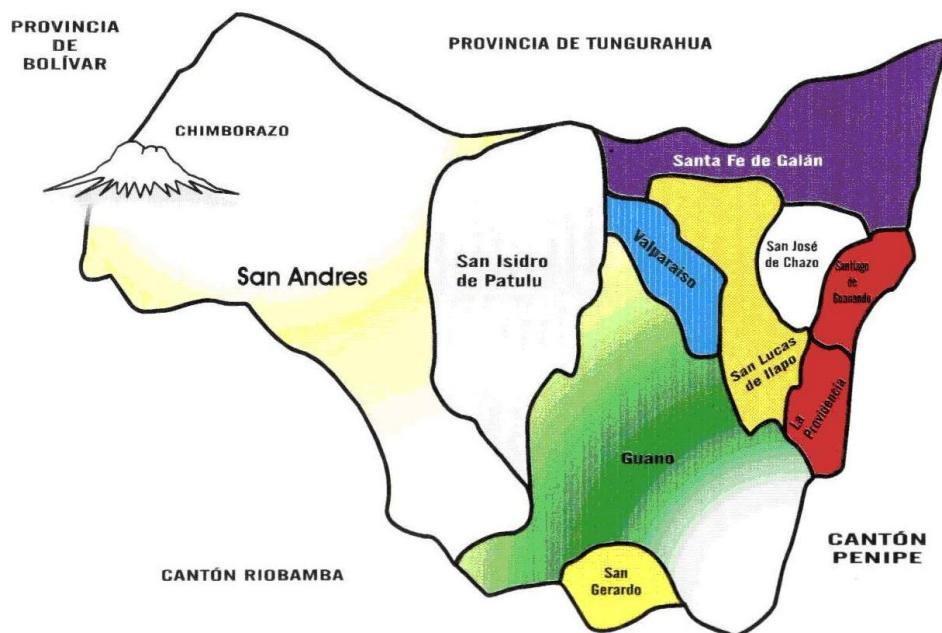 PROVINCIA
DE
BOLÍVAR
PROVINCIA DE TUNGURAHUA
CHIMBORAZO
Santa Fe de Galán
Valparaiso
San José
de Chazo
Santiago
de
Guanando
San Andres
San Isidro
de Patulu
San Lucas
de Ilapo
La
Providencia
Guano
CANTÓN
PENIPE
CANTÓN RIOBAMBA
San
Gerardo